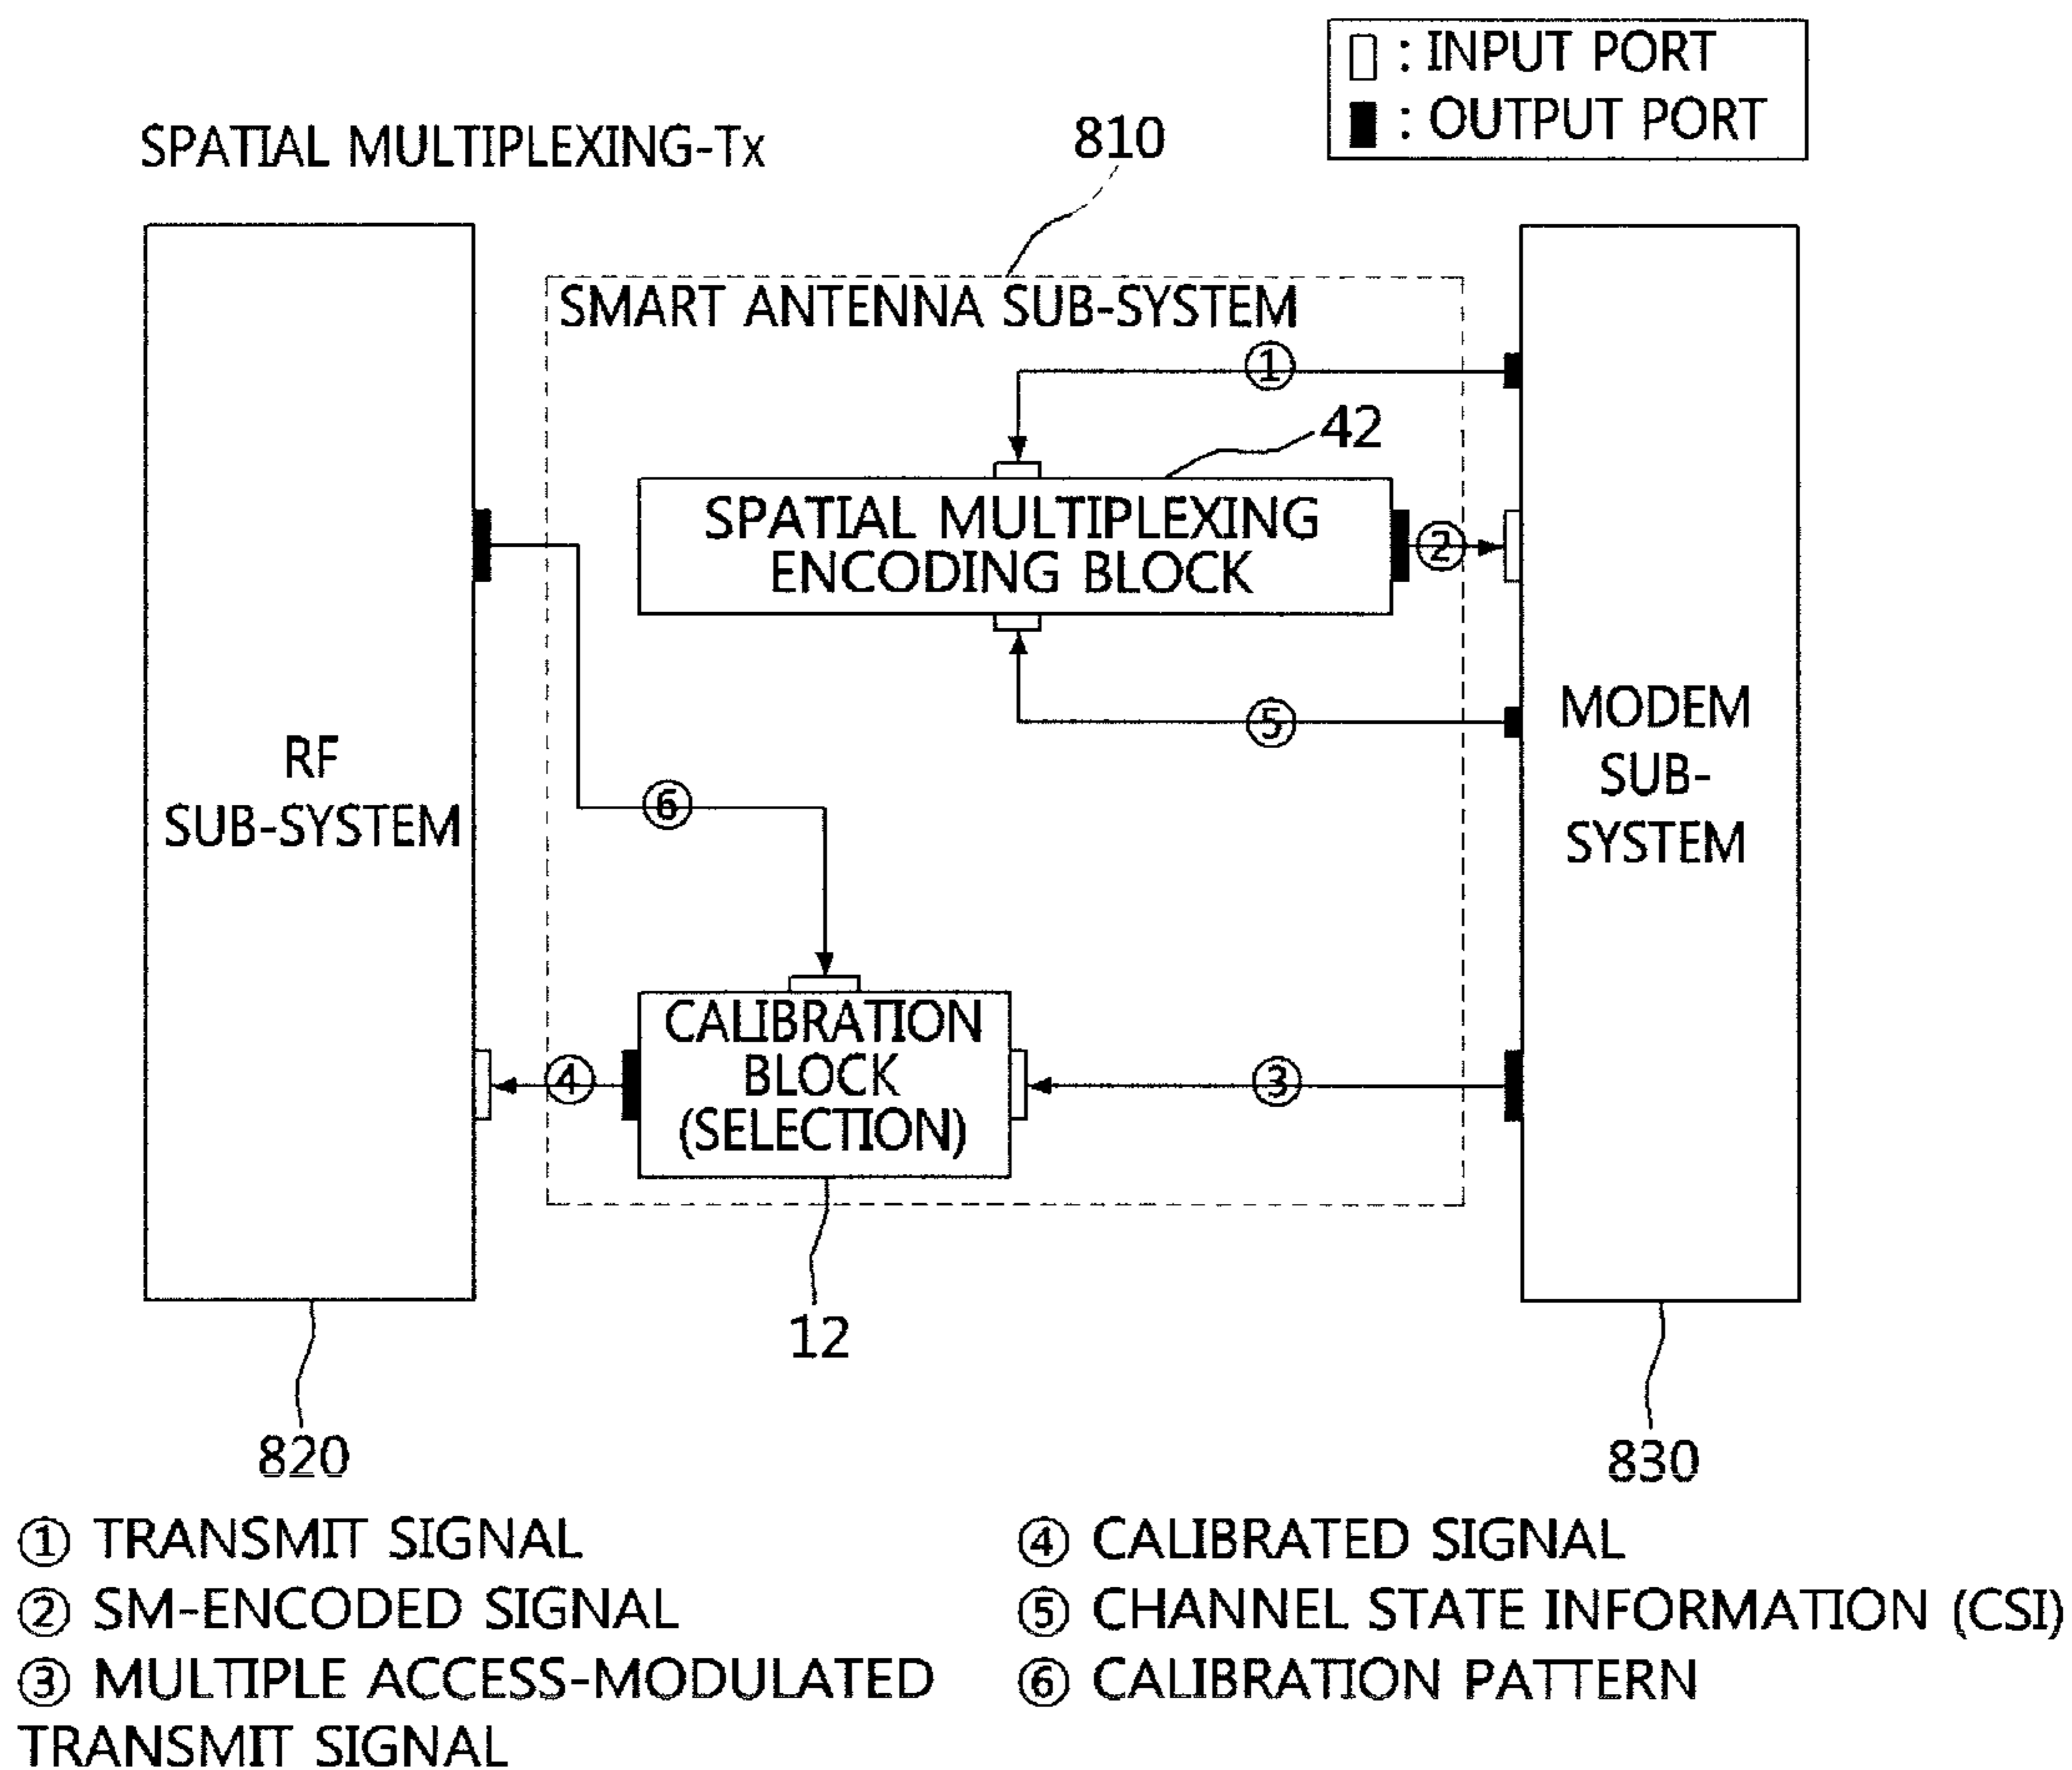 : INPUT PORT
: OUTPUT PORT
SPATIAL MULTIPLEXING-Tx
810
SMART ANTENNA SUB-SYSTEM
①
42
SPATIAL MULTIPLEXING
ENCODING BLOCK
②
⑤
RF
SUB-SYSTEM
MODEM
SUB-
SYSTEM
⑥
CALIBRATION
BLOCK
(SELECTION)
④
③
12
820
830
① TRANSMIT SIGNAL
② SM-ENCODED SIGNAL
③ MULTIPLE ACCESS-MODULATED
TRANSMIT SIGNAL
④ CALIBRATED SIGNAL
⑤ CHANNEL STATE INFORMATION (CSI)
⑥ CALIBRATION PATTERN